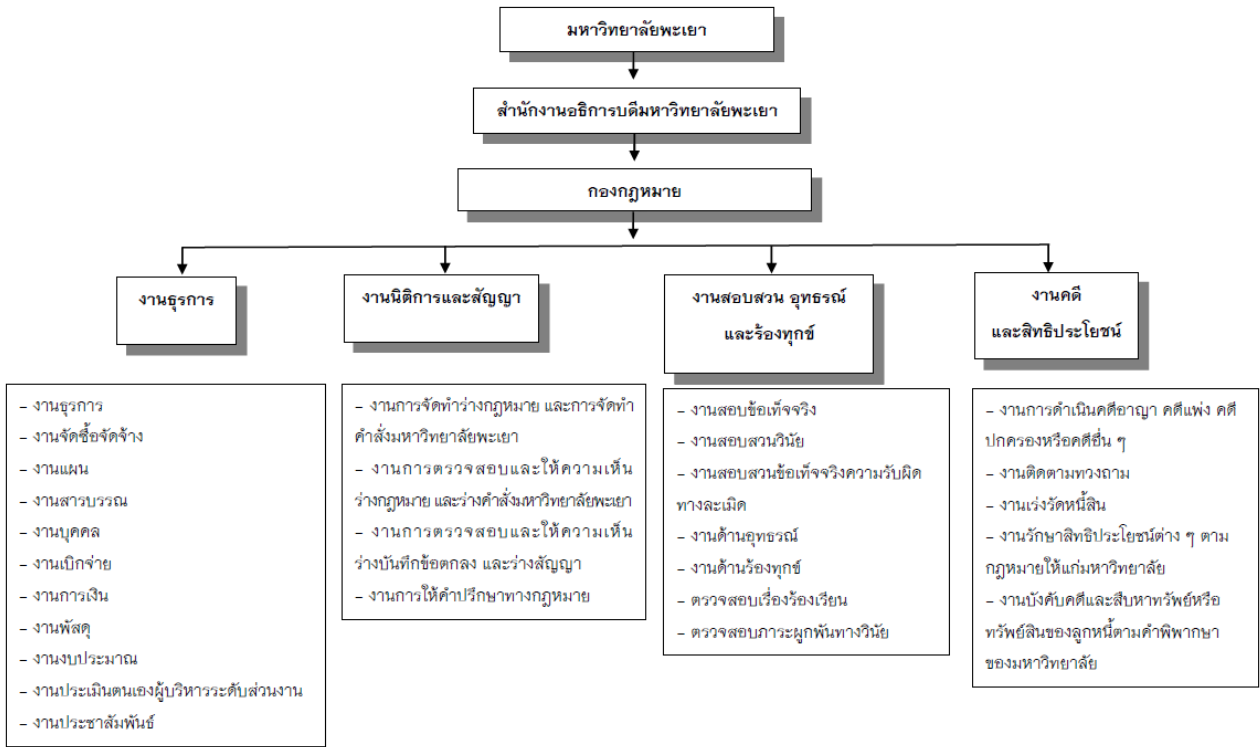 มหาวิทยาลัยพะเยา
สำนักงานอธิการบดีมหาวิทยาลัยพะเยา
กองกฎหมาย
งานธุรการ
งานนิติการและสัญญา
งานสอบสวน อุทธรณ์
และร้องทุกข์
งานคดี
และสิทธิประโยชน์
- งานธุรการ
- งานจัดซื้อจัดจ้าง
- งานแผน
- งานสารบรรณ
- งานบุคคล
- งานเบิกจ่าย
- งานการเงิน
- งานพัสดุ
- งานงบประมาณ
- งานประเมินตนเองผู้บริหารระดับส่วนงาน
- งานประชาสัมพันธ์
- งานการจัดทำร่างกฎหมาย และการจัดทำ
คำสั่งมหาวิทยาลัยพะเยา
- งานการตรวจสอบและให้ความเห็น
ร่างกฎหมาย และร่างคำสั่งมหาวิทยาลัยพะเยา
- งานการตรวจสอบและให้ความเห็น
ร่างบันทึกข้อตกลง และร่างสัญญา
- งานการให้คำปรึกษาทางกฎหมาย
- งานสอบข้อเท็จจริง
- งานสอบสวนวินัย
- งานสอบสวนข้อเท็จจริงความรับผิด
ทางละเมิด
- งานด้านอุทธรณ์
- งานด้านร้องทุกข์
- ตรวจสอบเรื่องร้องเรียน
- ตรวจสอบภาระผูกพันทางวินัย
- งานการดำเนินคดีอาญา คดีแพ่ง คดี
ปกครองหรือคดีอื่น ๆ
- งานติดตามทวงถาม
- งานเร่งรัดหนี้สิน
- งานรักษาสิทธิประโยชน์ต่าง ๆ ตาม
กฎหมายให้แก่มหาวิทยาลัย
- งานบังคับคดีและสืบหาทรัพย์หรือ
ทรัพย์สินของลูกหนี้ตามคำพิพากษา
ของมหาวิทยาลัย